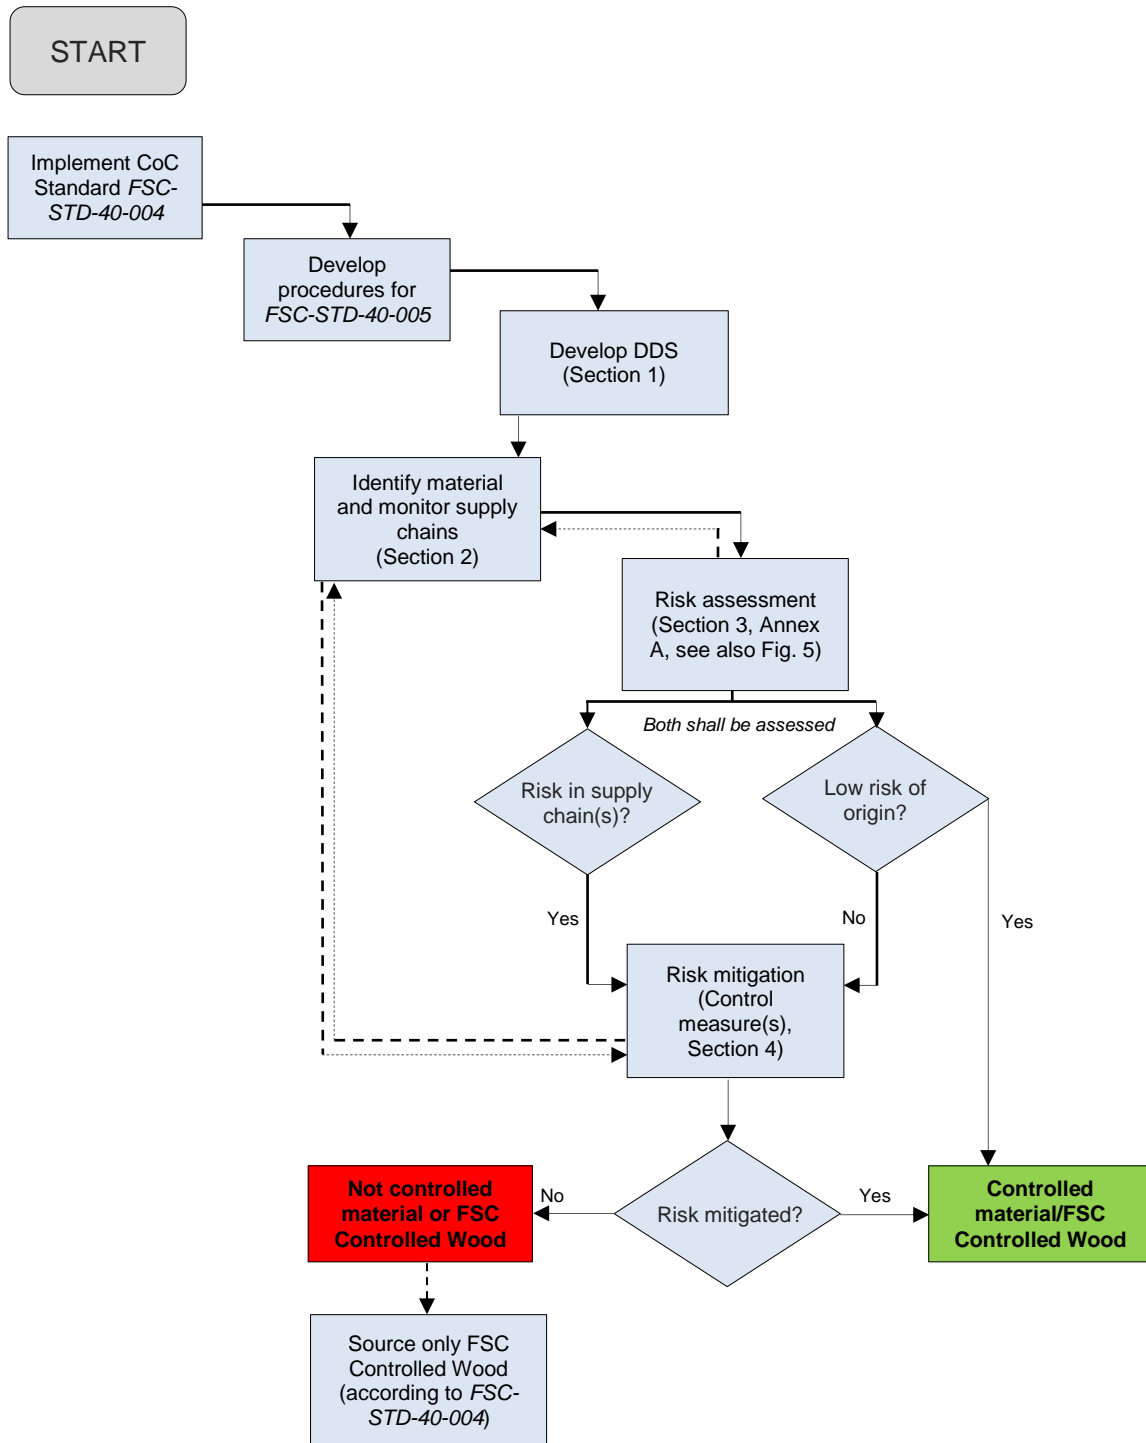 START
Implement CoC
Standard FSC-
STD-40-004
Develop
procedures for
FSC-STD-40-005
Develop DDS
(Section 1)
Identify material
and monitor supply
chains
(Section 2)
Risk assessment
(Section 3, Annex
A, see also Fig. 5)
Both shall be assessed
Risk in supply
chain(s)?
Low risk of
origin?
Yes
No
Yes
Risk mitigation
(Control
measure(s),
Section 4)
Not controlled
material or FSC
Controlled Wood
No
Risk mitigated?
Yes
Controlled
material/FSC
Controlled Wood
Source only FSC
Controlled Wood
(according to FSC-
STD-40-004)